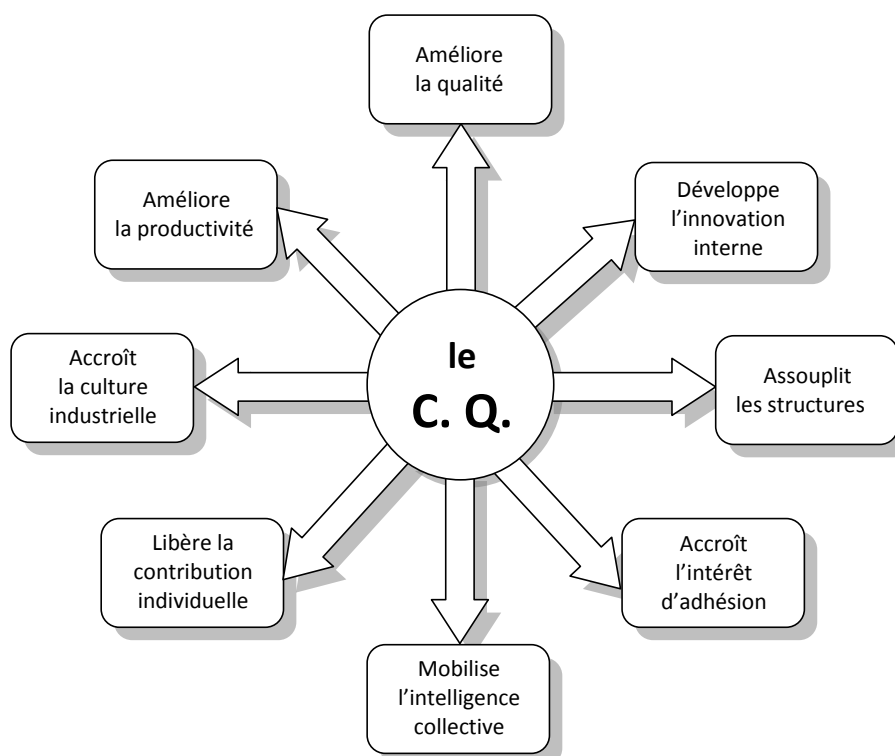 Améliore
la qualité
Améliore
la productivité
Développe
l’innovation
interne
Accroît
la culture
industrielle
le
C. Q.
Assouplit
les structures
Libère la
contribution
individuelle
Accroît
l’intérêt
d’adhésion
Mobilise
l’intelligence
collective